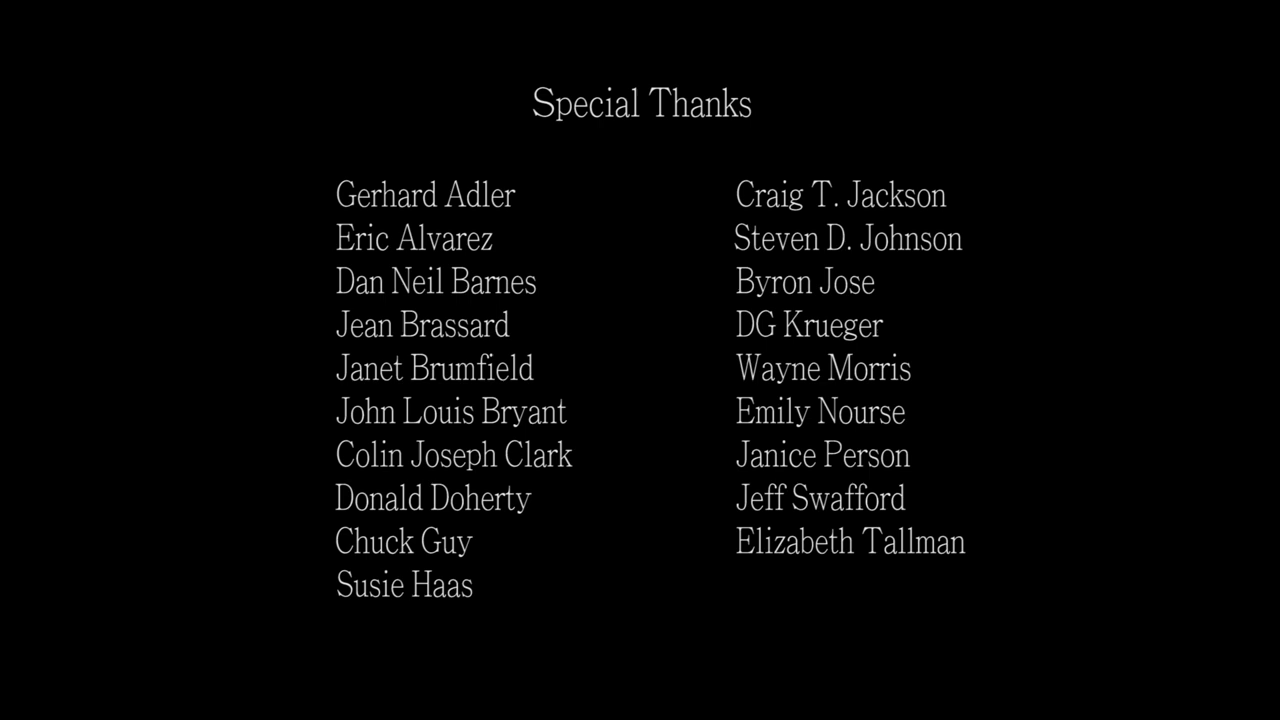 Special Thanks
Gerhard Adler
Eric Alvarez
Dan Neil Barnes
Jean Brassard
Janet Brumfield
John Louis Bryant
Colin Joseph Clark
Donald Doherty
Chuck Guy
Susie Haas
Craig T. Jackson
Steven D. Johnson
Byron Jose
DG Krueger
Wayne Morris
Emily Nourse
Janice Person
Jeff Swafford
Elizabeth Tallman